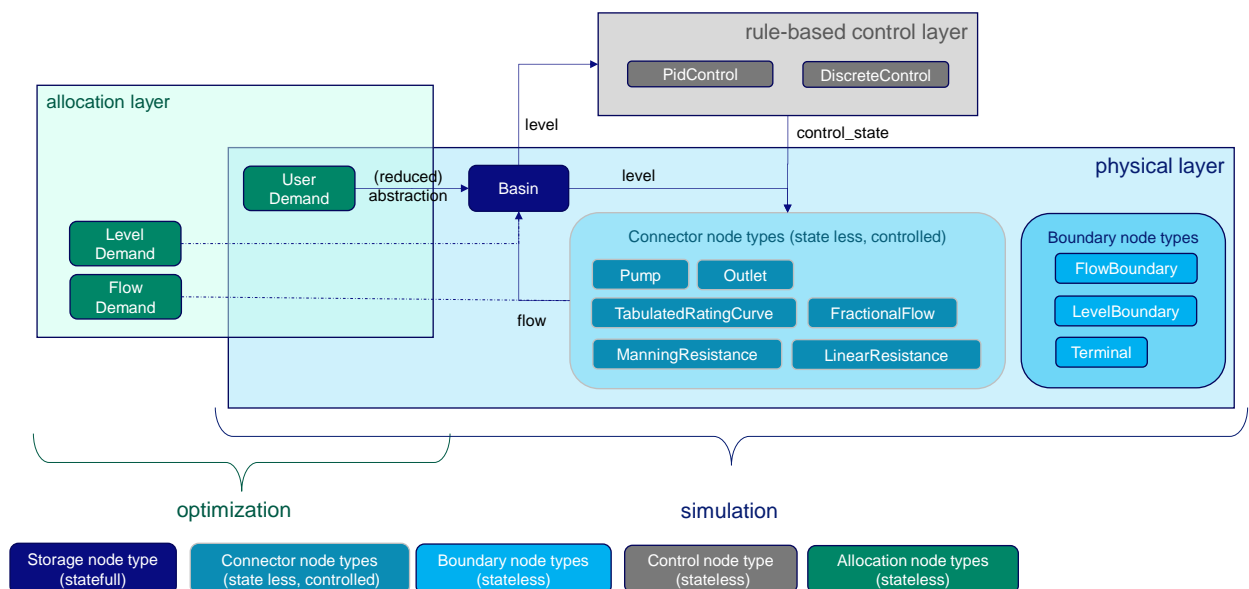 rule-based control layer
PidControl
DiscreteControl
allocation layer
level
control_state
physical layer
User
Demand
(reduced)
abstraction
Basin
level
Level
Demand
Flow
Demand
flow
Connector node types (state less, controlled)
Pump
Outlet
TabulatedRatingCurve
FractionalFlow
ManningResistance
LinearResistance
Boundary node types
FlowBoundary
LevelBoundary
Terminal
optimization
simulation
Storage node type
(statefull)
Connector node types
(state less, controlled)
Boundary node types
(stateless)
Control node type
(stateless)
Allocation node types
(stateless)